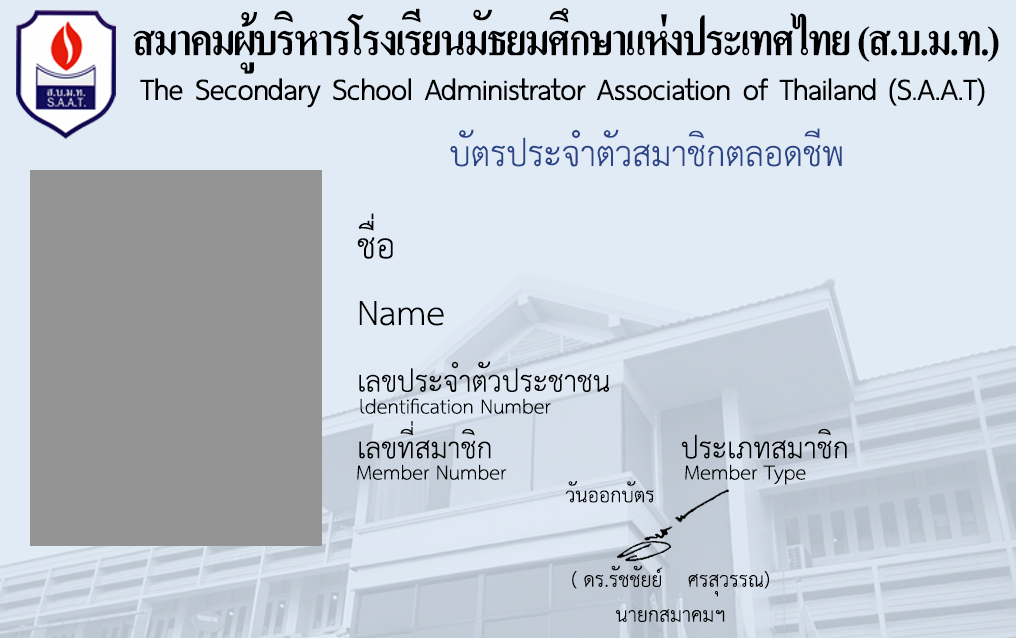 สมาคมผู้บริหารโรงเรียนมัธยมศึกษาแห่งประเทศไทย (ส.บ.ม.ท.)
The Secondary School Administrator Association of Thailand (S.A.A.T)
ส.บ.ม.ท.
S.A.A.T.
บัตรประจำตัวสมาชิกตลอดชีพ
ชื่อ
Name
เลขประจำตัวประชาชน
Identification Number
เลขที่สมาชิก ประเภทสมาชิก
Member Number Member Type
วันออกบัตร
( ดร.รัชชัยย์ ศรสุวรรณ)
นายกสมาคมฯ